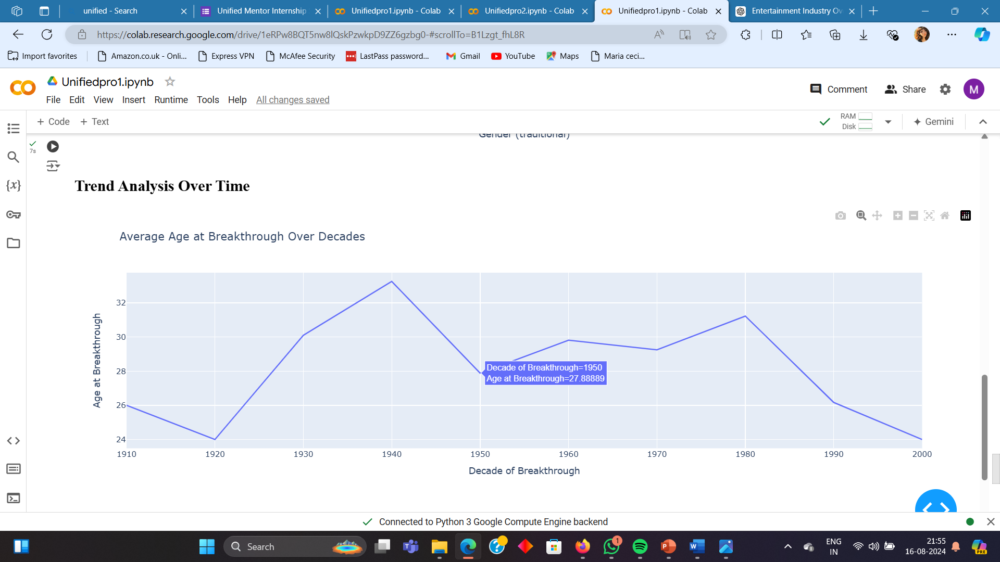 unified - Search
Unified Mentor Internship
Unifiedpro1.ipynb - Colab
Unifiedpro2.ipynb - Colab
Unifiedpro1.ipynb - Colab
Entertainment Industry Ov
https://colab.research.google.com/drive/1eRPw8BQT5nw8lQskPzwkpD9ZZ6gzbg0-#scrollTo=B1Lzgt_fhL8R
Import favorites
Amazon.co.uk - Onli...
Express VPN
McAfee Security
LastPass password...
Gmail
YouTube
Maps
Maria ceci...
Unifiedpro1.ipynb
File Edit View Insert Runtime Tools Help All changes saved
Comment
Share
M
+ Code + Text
RAM
Disk
Gemini
Gender (traditional)
7s
{x}
Trend Analysis Over Time
Average Age at Breakthrough Over Decades
Age at Breakthrough
32
30
28
26
24
Decade of Breakthrough=1950
Age at Breakthrough=27.88889
1910 1920 1930 1940 1950 1960 1970 1980 1990 2000
Decade of Breakthrough
Connected to Python 3 Google Compute Engine backend
Search
1
ENG
IN
21:55
16-08-2024
PRE